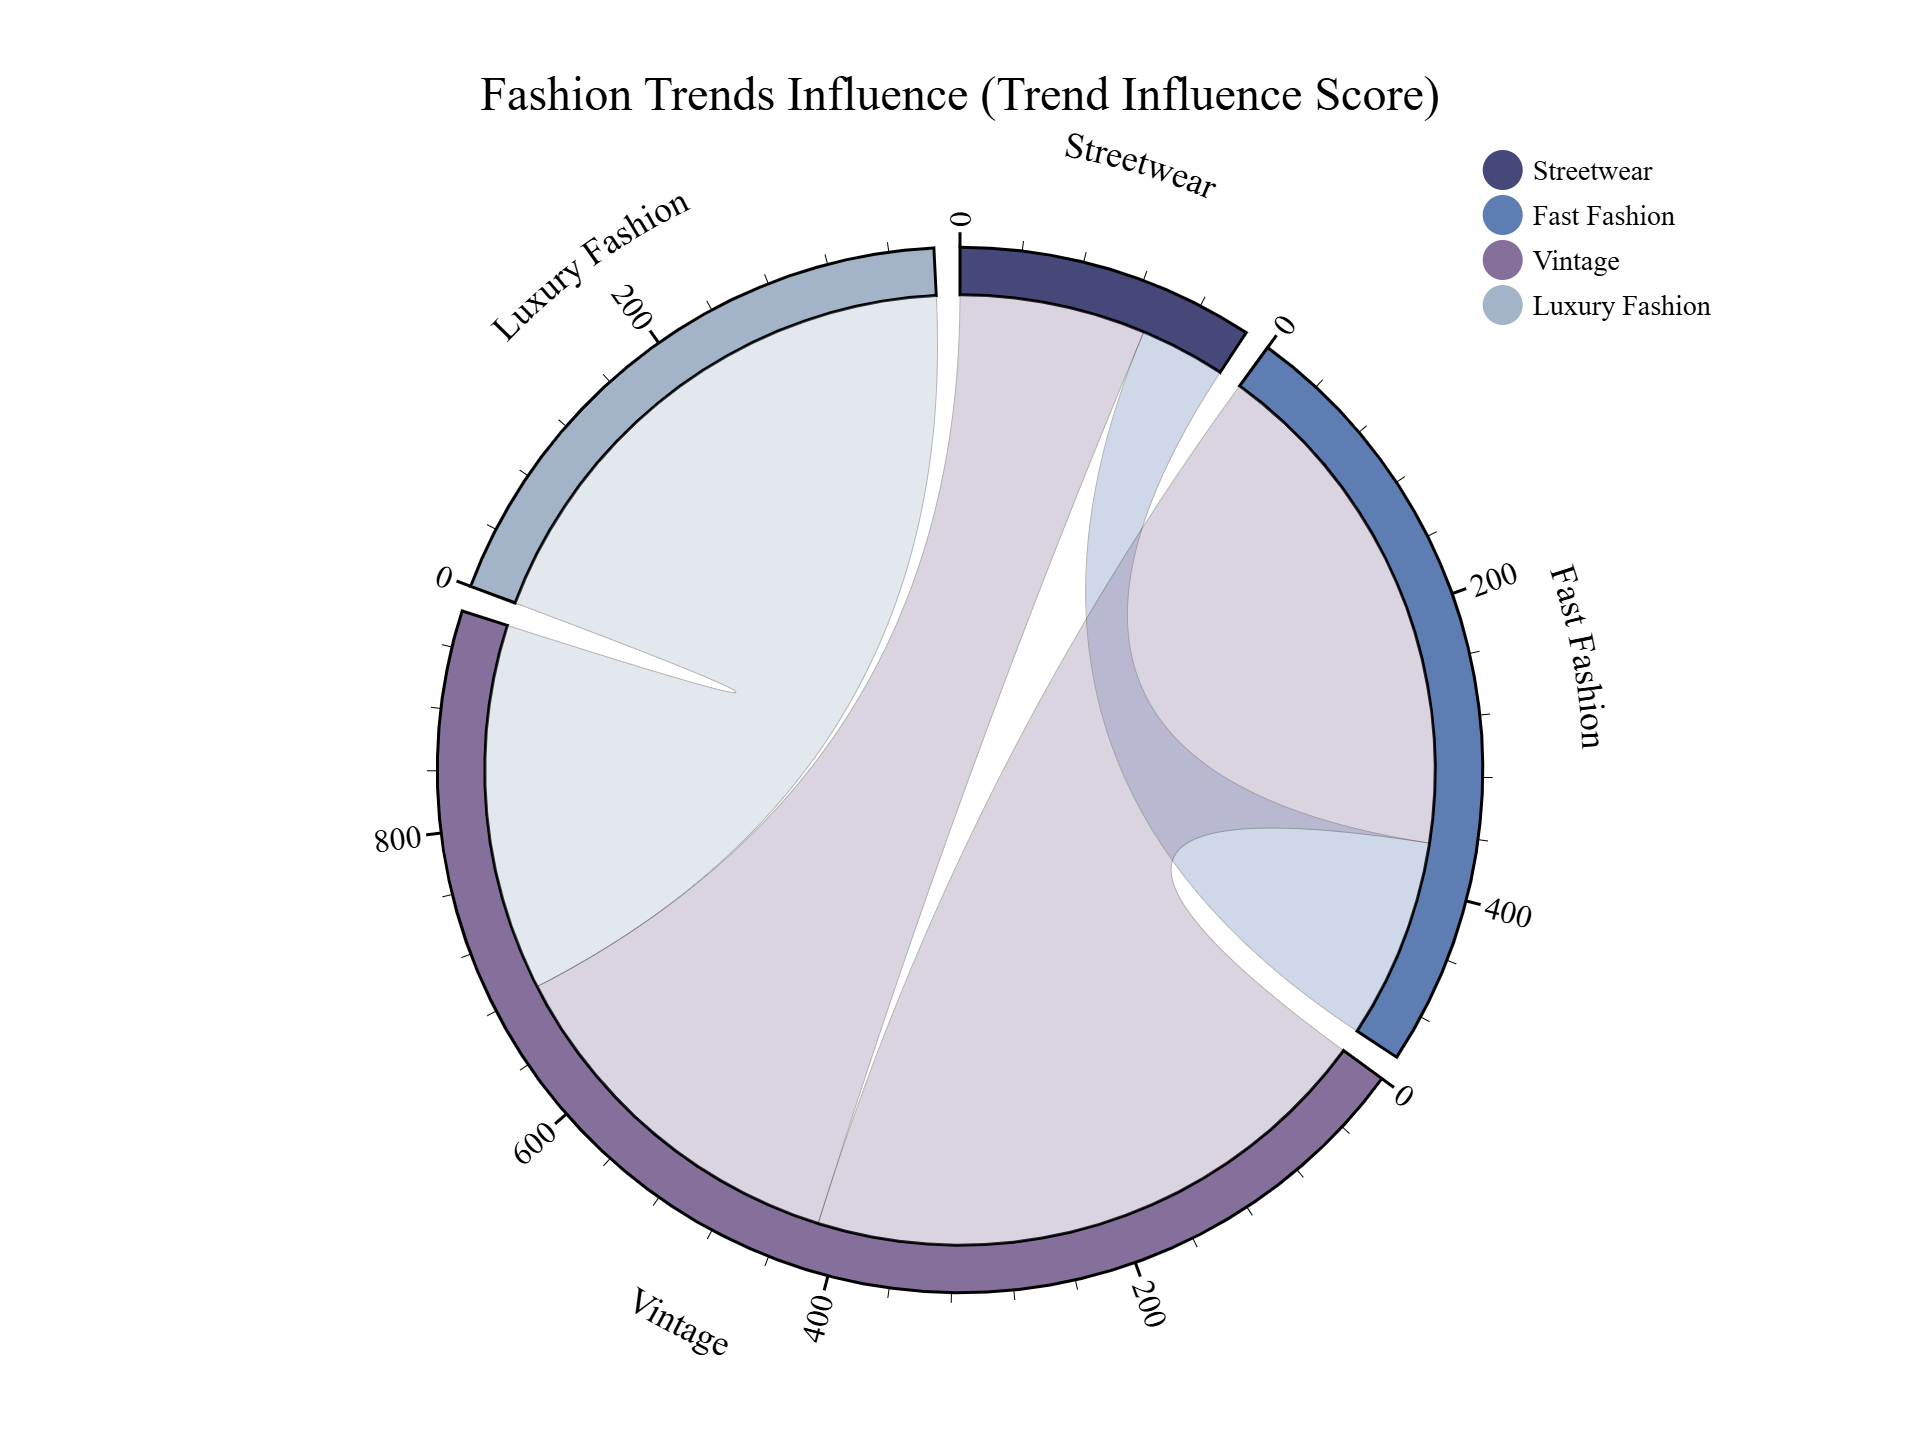 Fashion Trends Influence (Trend Influence Score)
Streetwear
Fast Fashion
Vintage
Luxury Fashion
Streetwear
0
Fast Fashion
0
200
400
Vintage
0
200
400
600
800
Luxury Fashion
0
200